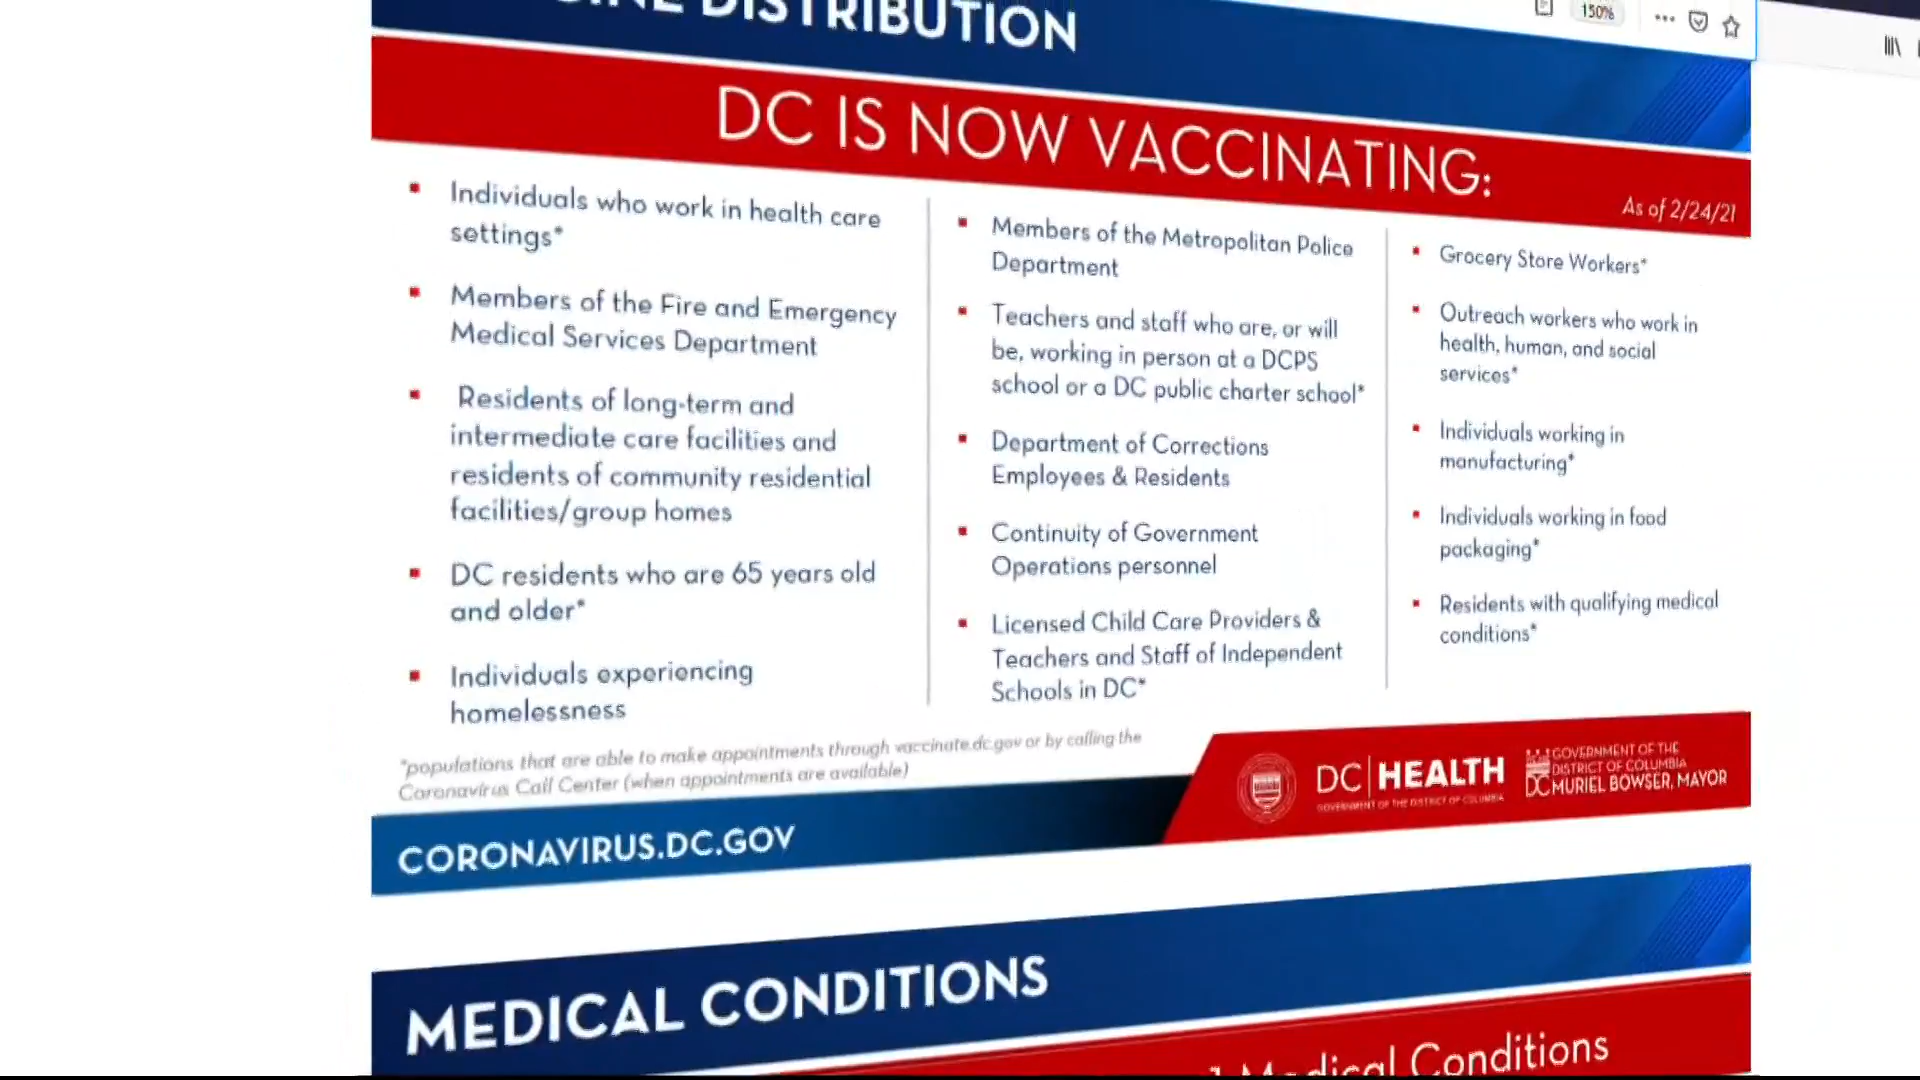 DISTRIBUTION
150%
DC IS NOW VACCINATING:
As of 2/24/21
Individuals who work in health care
settings*
Members of the Fire and Emergency
Medical Services Department
Residents of long-term and
intermediate care facilities and
residents of community residential
facilities/group homes
DC residents who are 65 years old
and older*
Individuals experiencing
homelessness
Members of the Metropolitan Police
Department
Teachers and staff who are, or will
be, working in person at a DCPS
school or a DC public charter school*
Department of Corrections
Employees & Residents
Continuity of Government
Operations personnel
Licensed Child Care Providers &
Teachers and Staff of Independent
Schools in DC*
Grocery Store Workers*
Outreach workers who work in
health, human, and social
services*
Individuals working in
manufacturing*
Individuals working in food
packaging*
Residents with qualifying medical
conditions*
*populations that are able to make appointments through vaccinate.dc.gov or by calling the
Coronavirus Call Center (when appointments are available)
DC HEALTH
GOVERNMENT OF THE DISTRICT OF COLUMBIA
GOVERNMENT OF THE
DISTRICT OF COLUMBIA
DC MURIEL BOWSER, MAYOR
CORONAVIRUS.DC.GOV
MEDICAL CONDITIONS
Medical Conditions